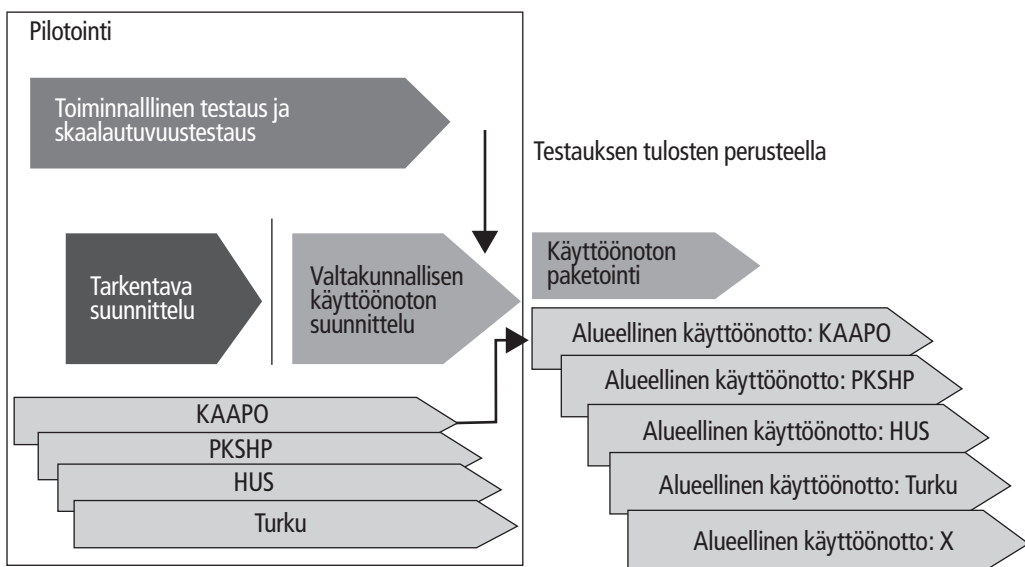 Pilotointi
Toiminnalllinen testaus ja
skaalautuvuustestaus
Testauksen tulosten perusteella
Tarkentava
suunnittelu
Valtakunnallisen
käyttöönoton
suunnittelu
Käyttöönoton
paketointi
KAAPO
PKSHP
HUS
Turku
Alueellinen käyttöönotto: KAAPO
Alueellinen käyttöönotto: PKSHP
Alueellinen käyttöönotto: HUS
Alueellinen käyttöönotto: Turku
Alueellinen käyttöönotto: X